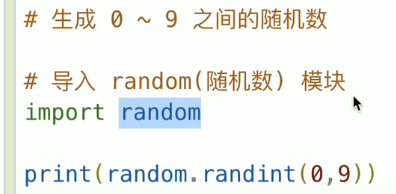 # 生成 0 ~ 9 之间的随机数
# 导入 random(随机数) 模块
import random
print(random.randint(0,9))